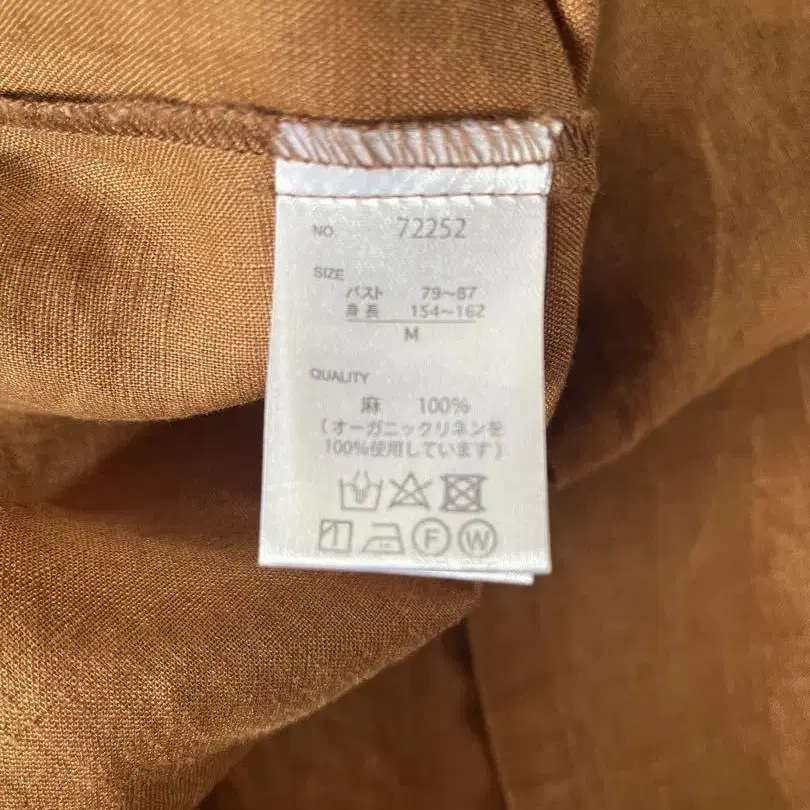 NO. 72252
SIZE
バスト 79~87
身長 154~162
M
QUALITY
麻 100%
(オーガニックリネンを
100%使用しています)
F W